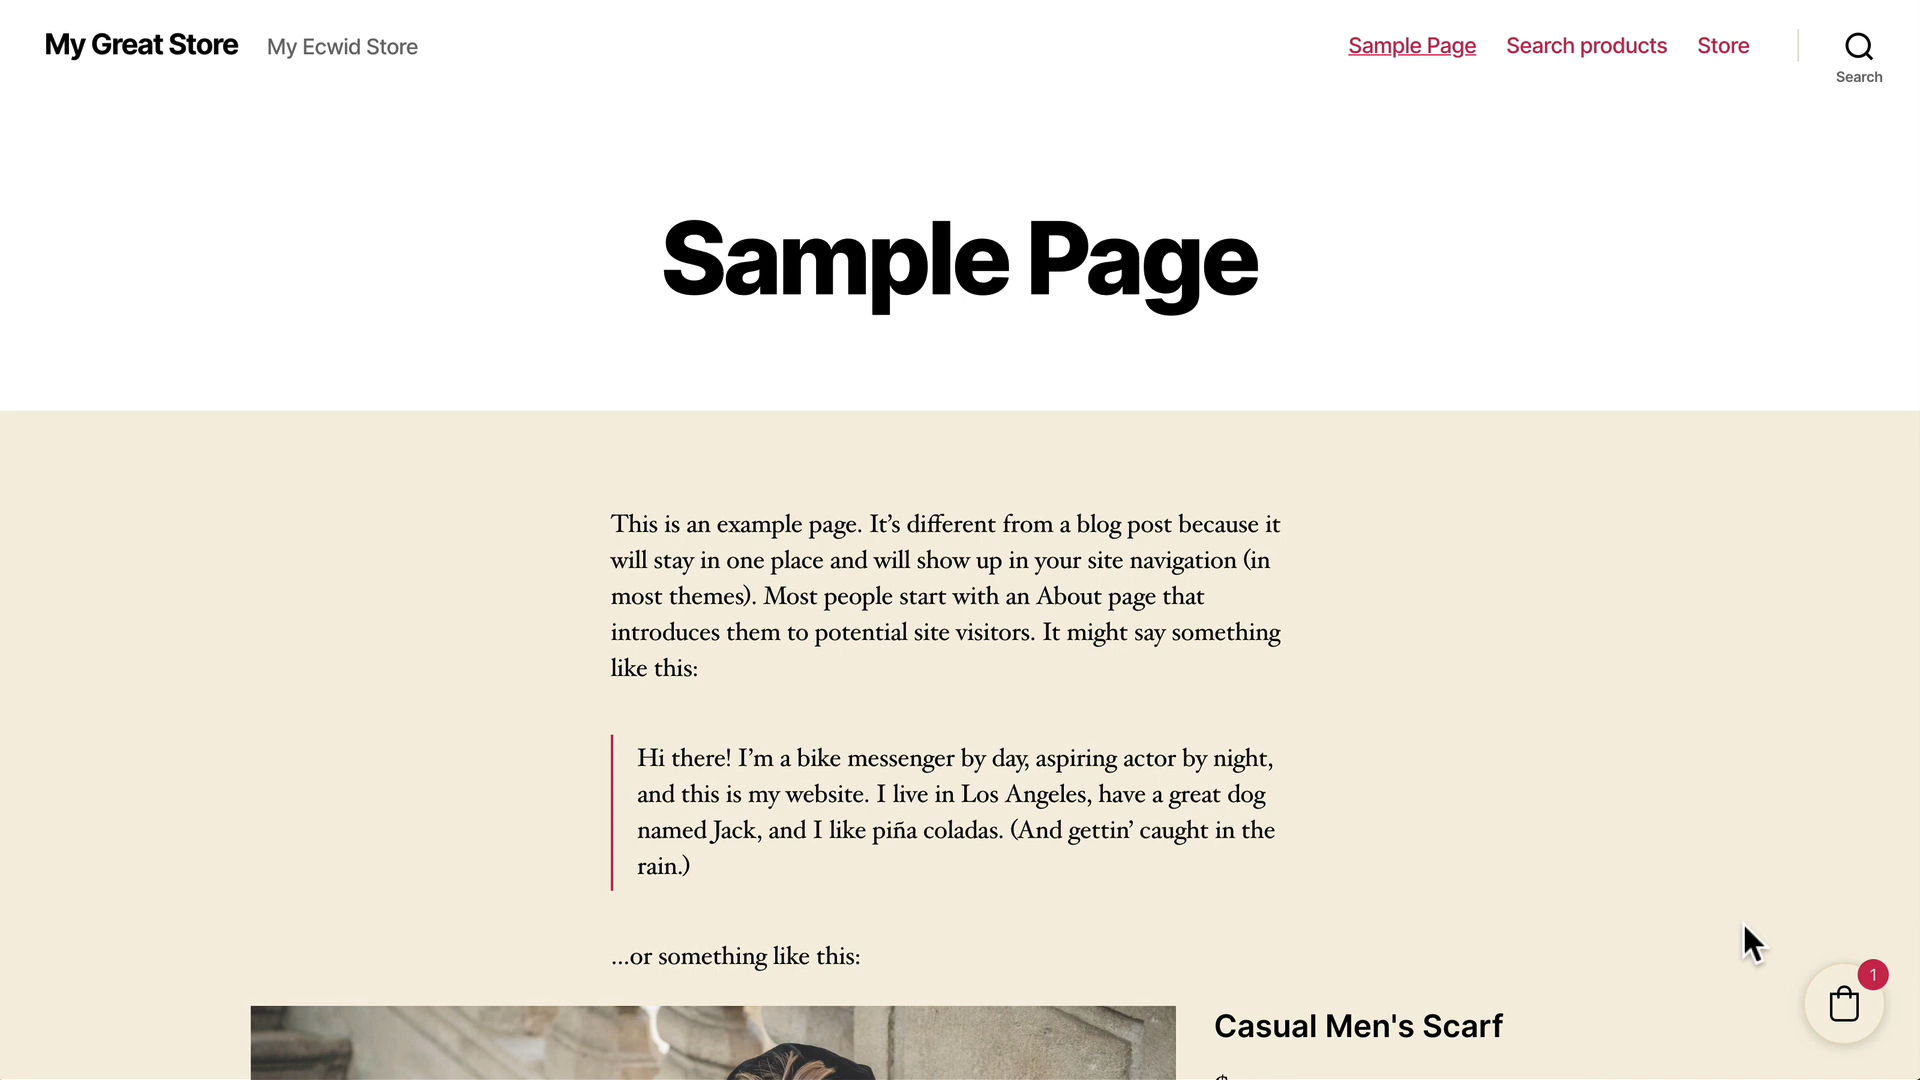 My Great Store
My Ecwid Store
Sample Page
Search products
Store
Search
Sample Page
This is an example page. It’s different from a blog post because it
will stay in one place and will show up in your site navigation (in
most themes). Most people start with an About page that
introduces them to potential site visitors. It might say something
like this:
Hi there! I’m a bike messenger by day, aspiring actor by night,
and this is my website. I live in Los Angeles, have a great dog
named Jack, and I like piña coladas. (And gettin’ caught in the
rain.)
…or something like this:
1
Casual Men's Scarf